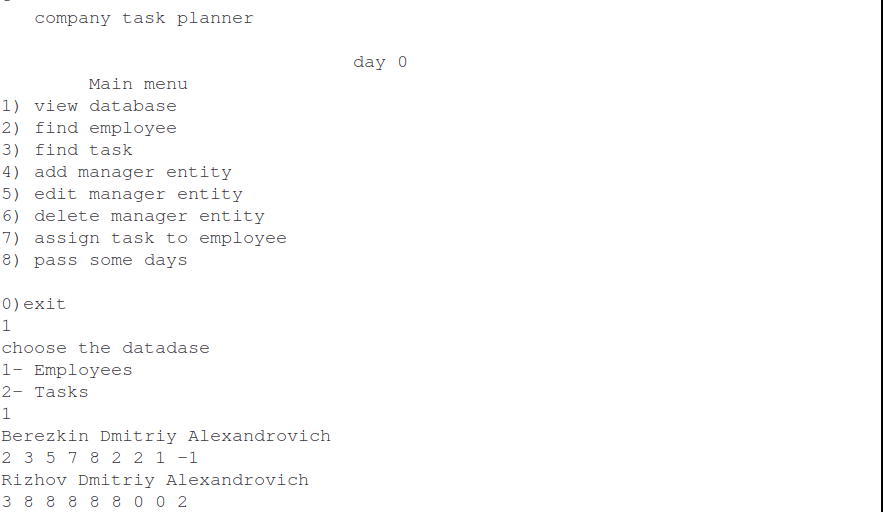 company task planner
day 0
Main menu
1) view database
2) find employee
3) find task
4) add manager entity
5) edit manager entity
6) delete manager entity
7) assign task to employee
8) pass some days
0)exit
1
choose the datadase
1- Employees
2- Tasks
1
Berezkin Dmitriy Alexandrovich
2 3 5 7 8 2 2 1 -1
Rizhov Dmitriy Alexandrovich
3 8 8 8 8 8 0 0 2